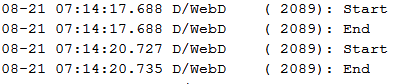 08-21 07:14:17.688 D/WebD    ( 2089): Start
08-21 07:14:17.688 D/WebD    ( 2089): End
08-21 07:14:20.727 D/WebD    ( 2089): Start
08-21 07:14:20.735 D/WebD    ( 2089): End